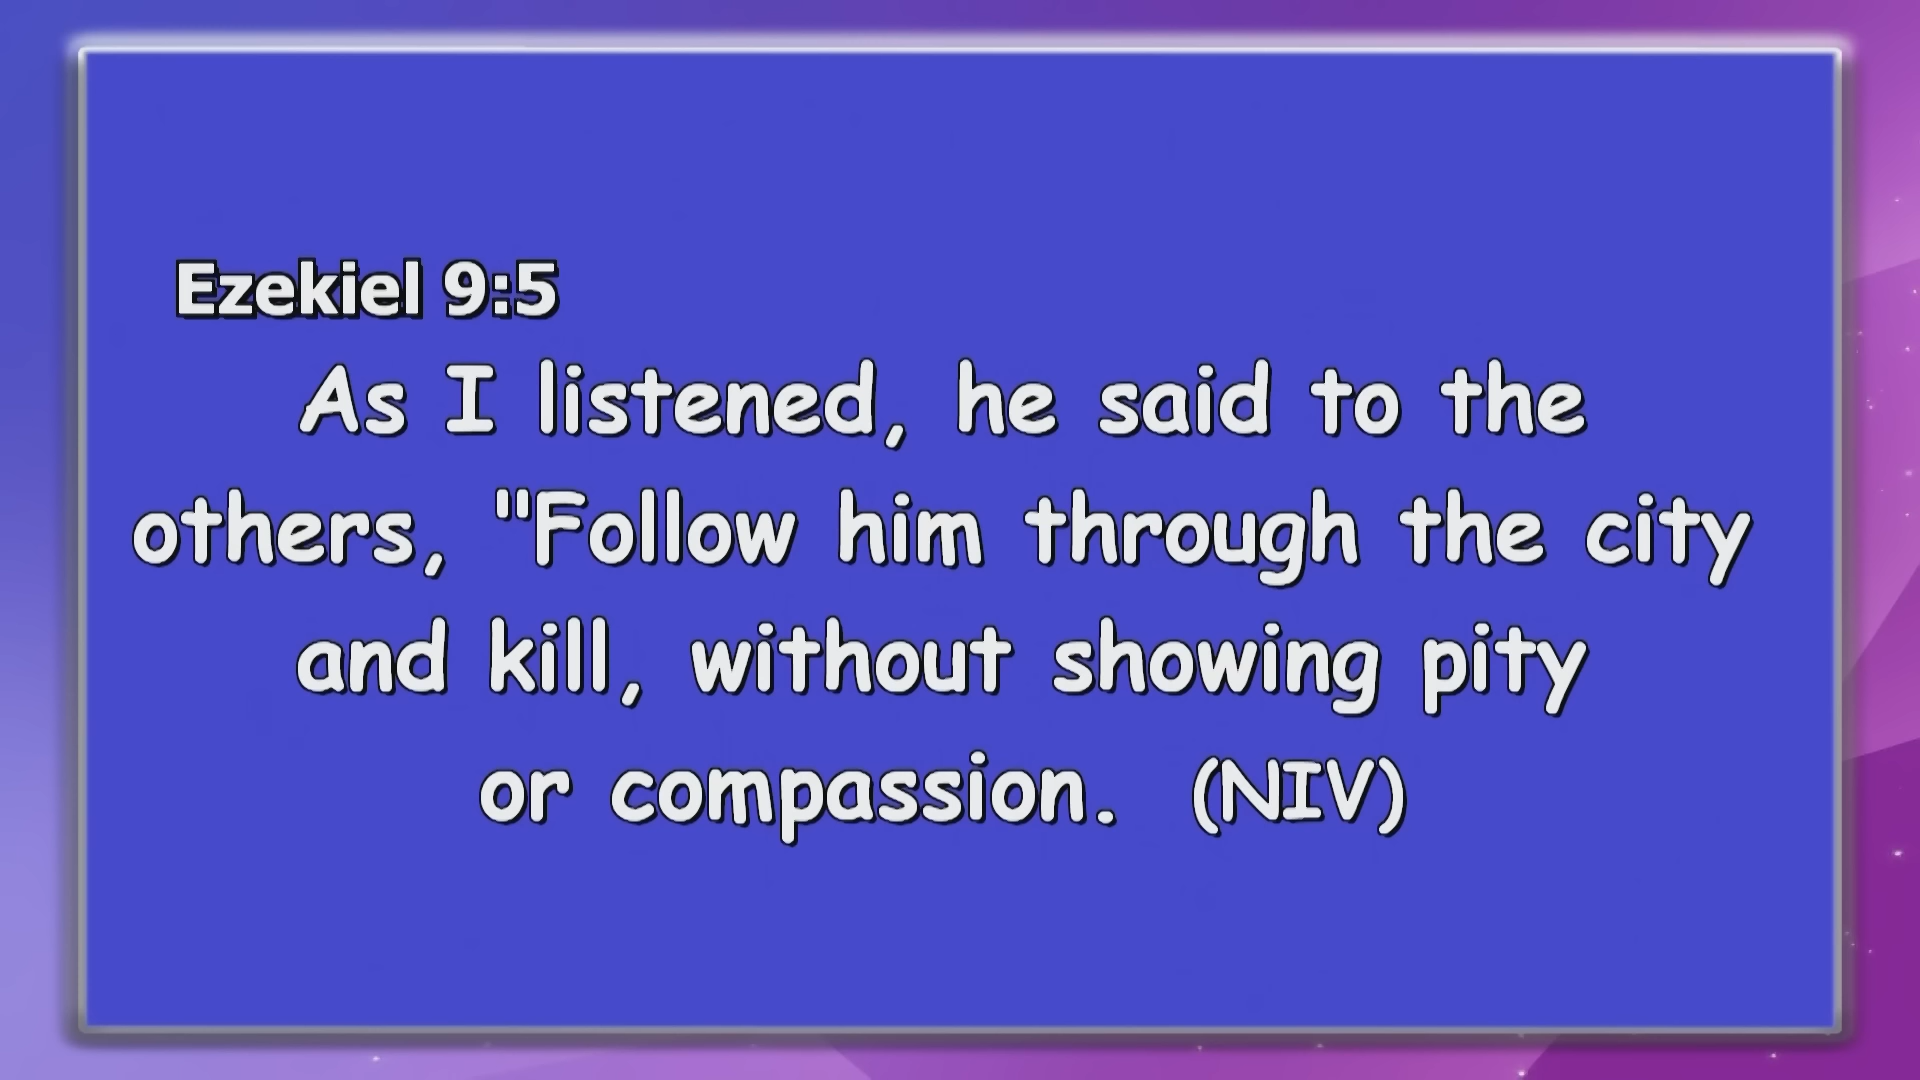 Ezekiel 9:5
As I listened, he said to the
others, "Follow him through the city
and kill, without showing pity
or compassion. (NIV)